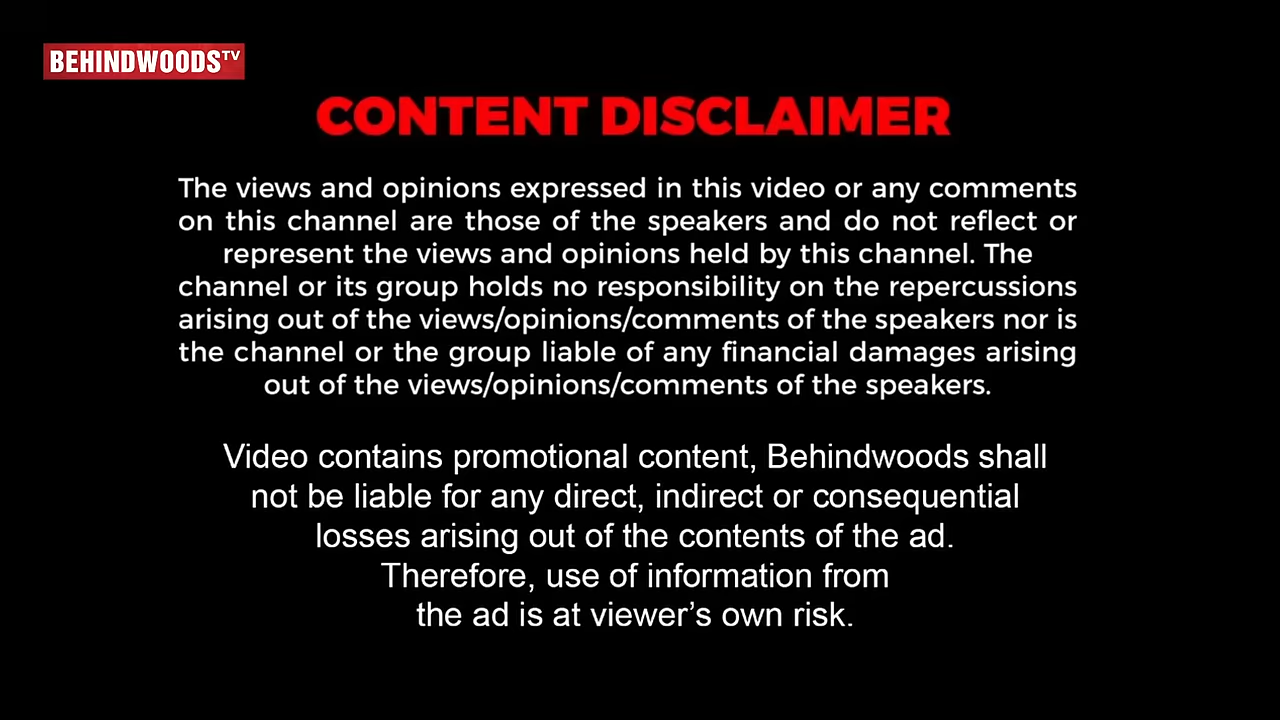 BEHINDWOODS TV
CONTENT DISCLAIMER
The views and opinions expressed in this video or any comments
on this channel are those of the speakers and do not reflect or
represent the views and opinions held by this channel. The
channel or its group holds no responsibility on the repercussions
arising out of the views/opinions/comments of the speakers nor is
the channel or the group liable of any financial damages arising
out of the views/opinions/comments of the speakers.
Video contains promotional content, Behindwoods shall
not be liable for any direct, indirect or consequential
losses arising out of the contents of the ad.
Therefore, use of information from
the ad is at viewer’s own risk.